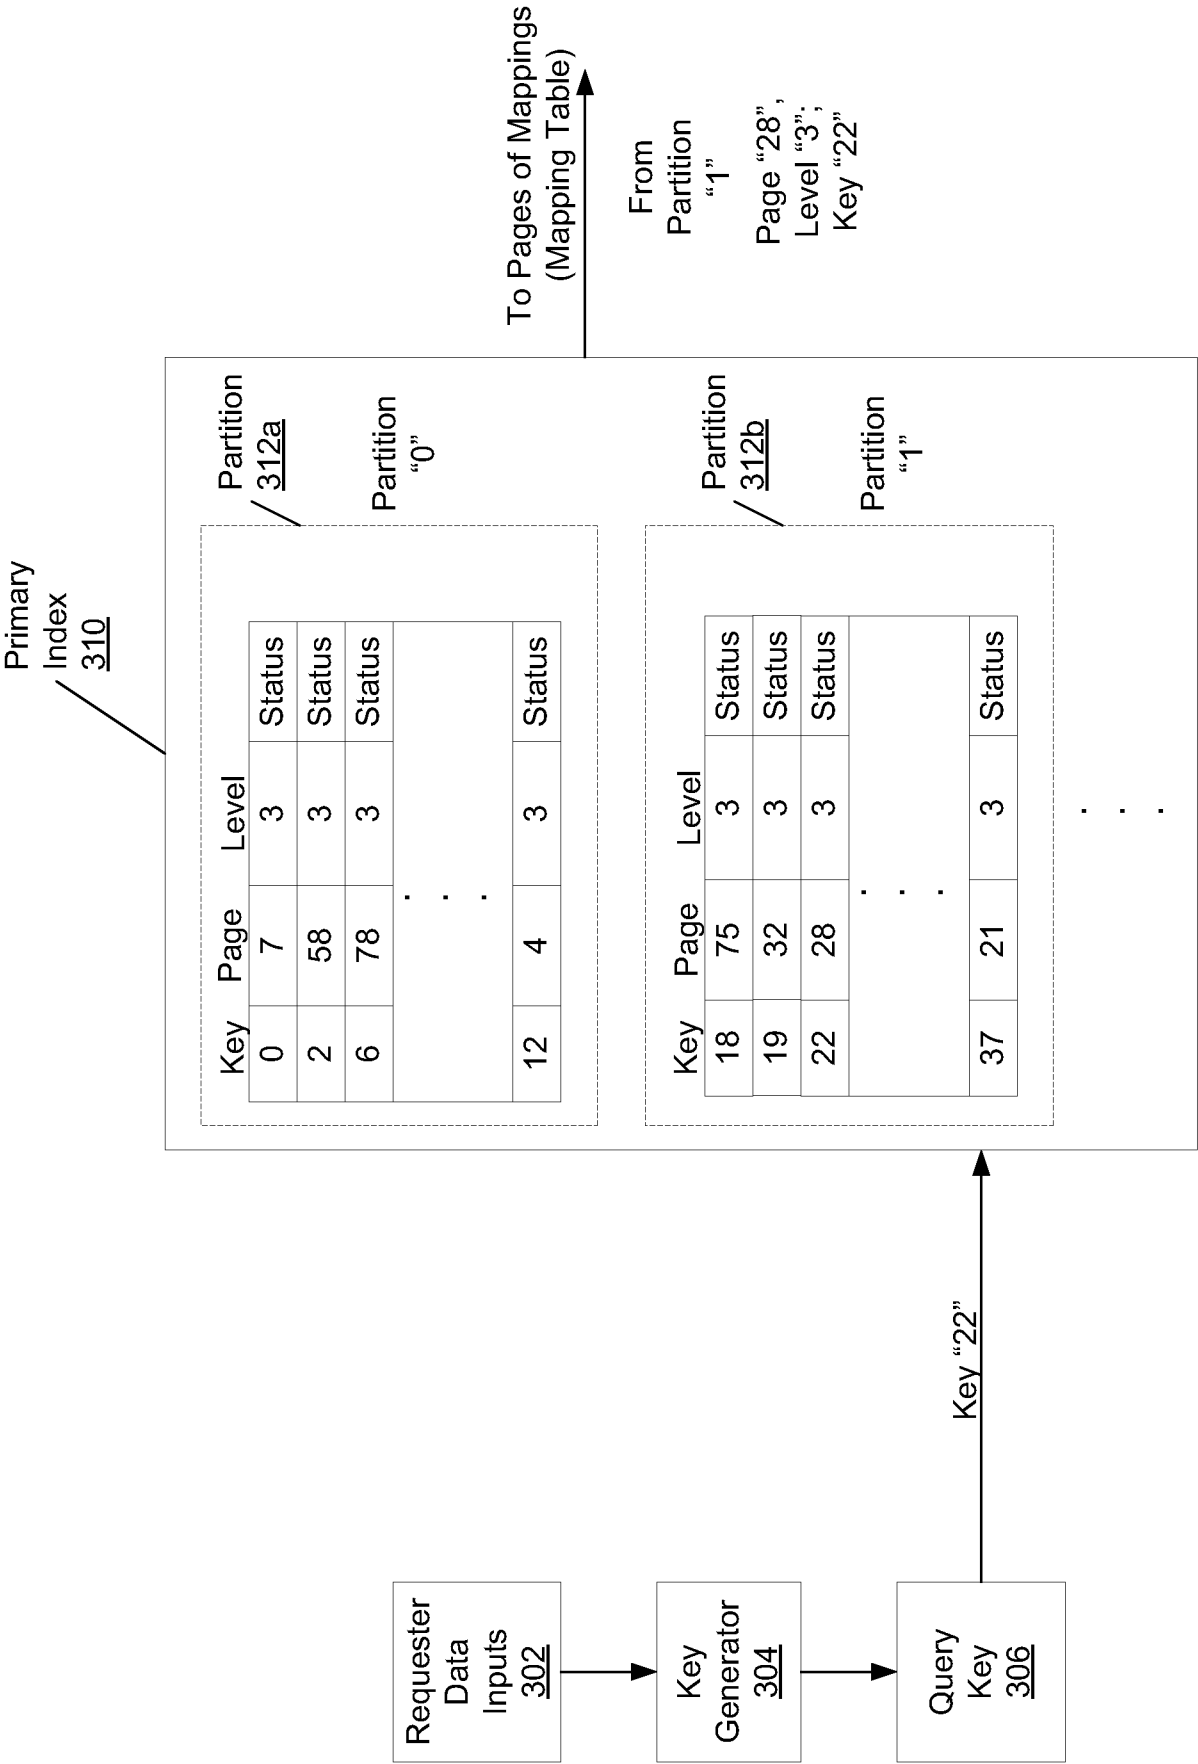 Primary
Index
310
Requester
Data
Inputs
302
Key
Generator
304
Query
Key
306
Key “22”
Key Page Level
0 7 3 Status
2 58 3 Status
6 78 3 Status
. . .
12 4 3 Status
Partition
312a
Partition
“0”
Key Page Level
18 75 3 Status
19 32 3 Status
22 28 3 Status
. . .
37 21 3 Status
Partition
312b
Partition
“1”
. . .
To Pages of Mappings
(Mapping Table)
From
Partition
“1”
Page “28”,
Level “3”;
Key “22”